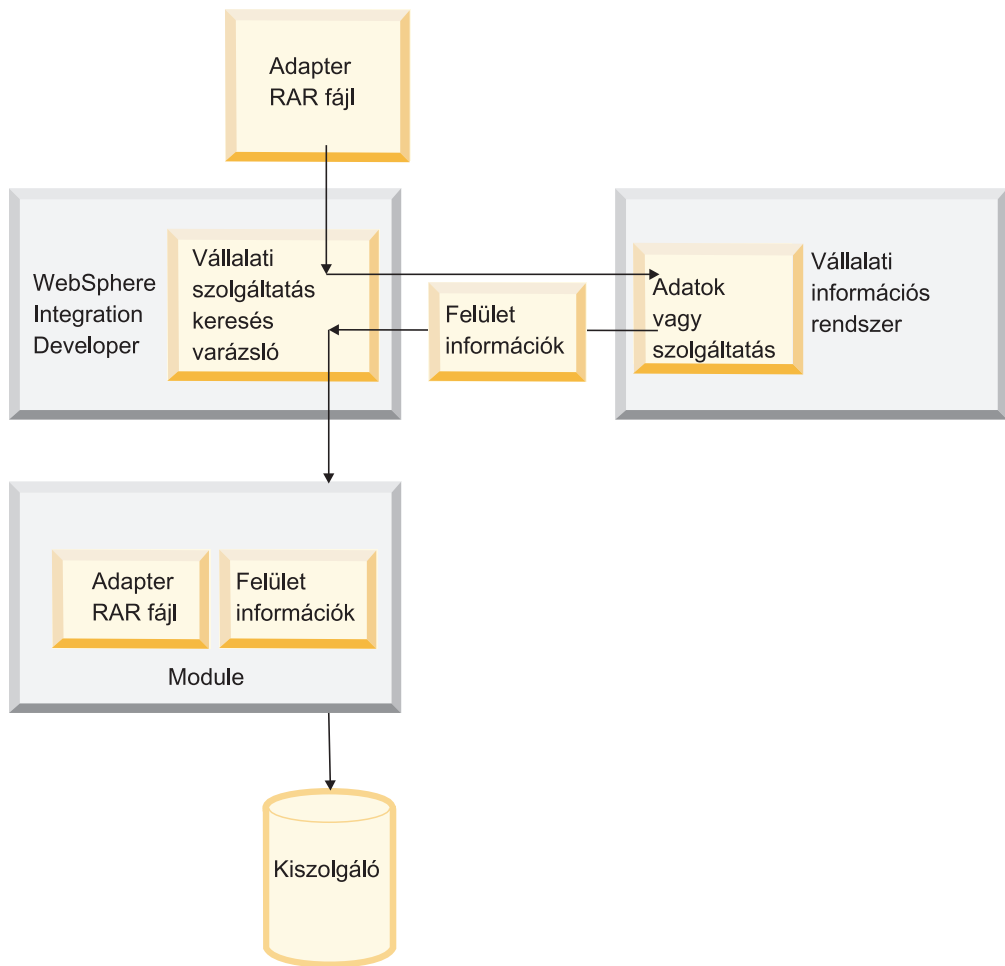 Adapter
RAR fájl
WebSphere
Integration
Developer
Vállalati
szolgáltatás
keresés
varázsló
Felület
információk
Adatok
vagy
szolgáltatás
Vállalati
információs
rendszer
Adapter
RAR fájl
Felület
információk
Module
Kiszolgáló